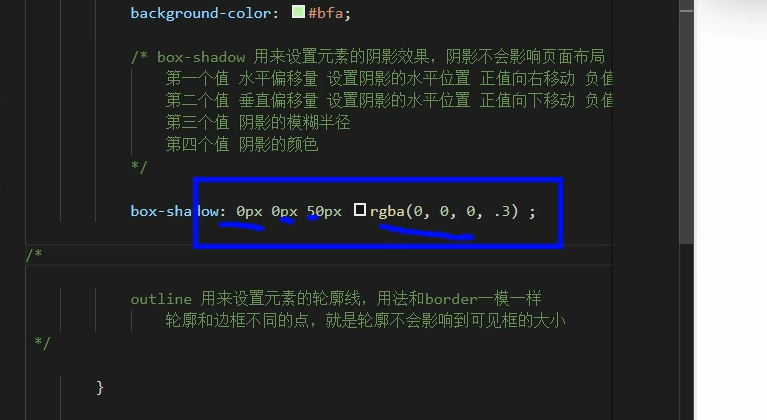 background-color: #bfa;
/* box-shadow 用来设置元素的阴影效果，阴影不会影响页面布局
第一个值 水平偏移量 设置阴影的水平位置 正值向右移动 负值
第二个值 垂直偏移量 设置阴影的水平位置 正值向下移动 负值
第三个值 阴影的模糊半径
第四个值 阴影的颜色
*/
box-shadow: 0px 0px 50px rgba(0, 0, 0, .3) ;
/*
outline 用来设置元素的轮廓线，用法和border一模一样
轮廓和边框不同的点，就是轮廓不会影响到可见框的大小
*/
}